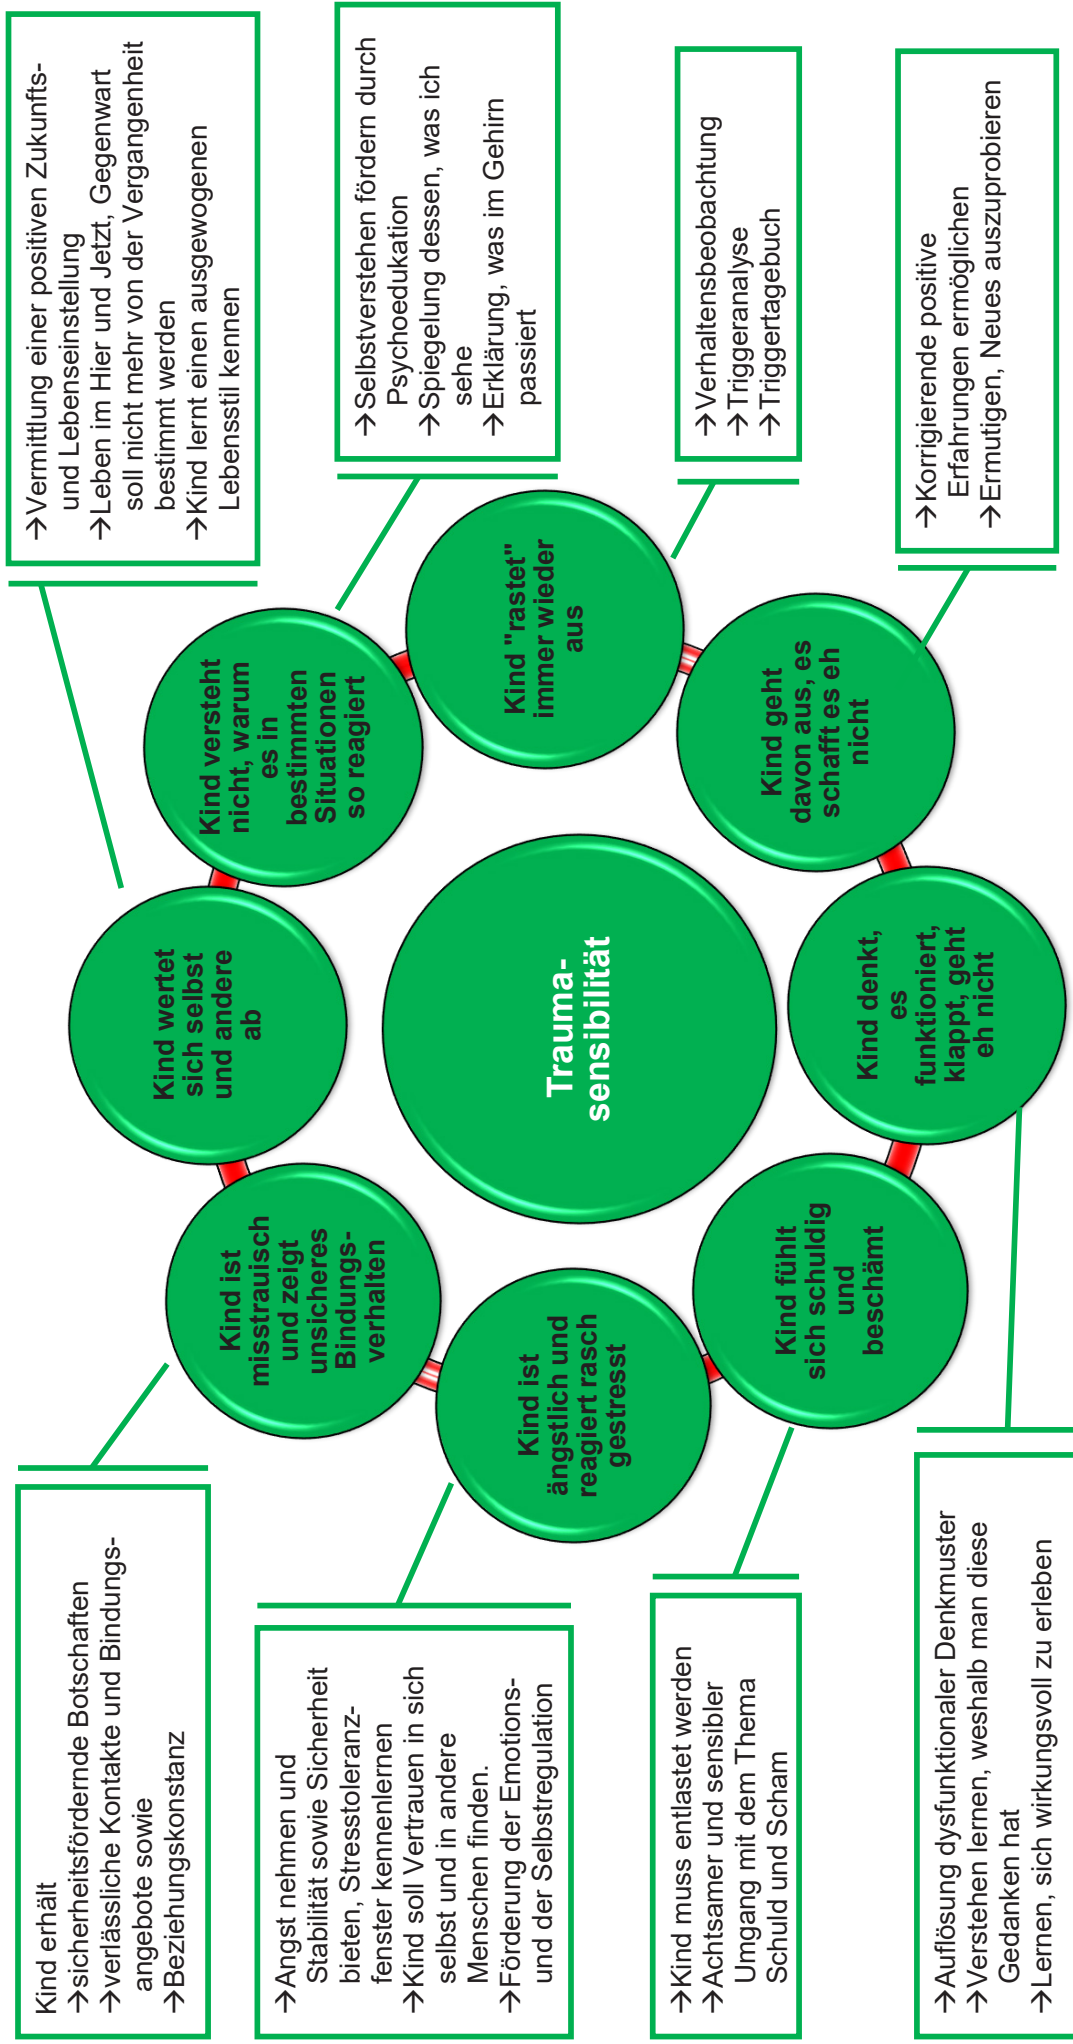 Kind erhält
→sicherheitsfördernde Botschaften
→verlässliche Kontakte und Bindungs-
angebote sowie
→Beziehungskonstanz
→Angst nehmen und
Stabilität sowie Sicherheit
bieten, Stresstoleranz-
fenster kennenlernen
→Kind soll Vertrauen in sich
selbst und in andere
Menschen finden.
→Förderung der Emotions-
und der Selbstregulation
→Kind muss entlastet werden
→Achtsamer und sensibler
Umgang mit dem Thema
Schuld und Scham
→Auflösung dysfunktionaler Denkmuster
→Verstehen lernen, weshalb man diese
Gedanken hat
→Lernen, sich wirkungsvoll zu erleben
Kind ist
misstrauisch
und zeigt
unsicheres
Bindungs-
verhalten
Kind ist
ängstlich und
reagiert rasch
gestresst
Kind fühlt
sich schuldig
und
beschämt
Kind wertet
sich selbst
und andere
ab
Trauma-
sensibilität
Kind denkt,
es
funktioniert,
klappt, geht
eh nicht
Kind versteht
nicht, warum
es in
bestimmten
Situationen
so reagiert
Kind "rastet"
immer wieder
aus
Kind geht
davon aus, es
schafft es eh
nicht
→Vermittlung einer positiven Zukunfts-
und Lebenseinstellung
→Leben im Hier und Jetzt, Gegenwart
soll nicht mehr von der Vergangenheit
bestimmt werden
→Kind lernt einen ausgewogenen
Lebensstil kennen
→Selbstverstehen fördern durch
Psychoedukation
→Spiegelung dessen, was ich
sehe
→Erklärung, was im Gehirn
passiert
→Verhaltensbeobachtung
→Triggeranalyse
→Triggertagebuch
→Korrigierende positive
Erfahrungen ermöglichen
→Ermutigen, Neues auszuprobieren